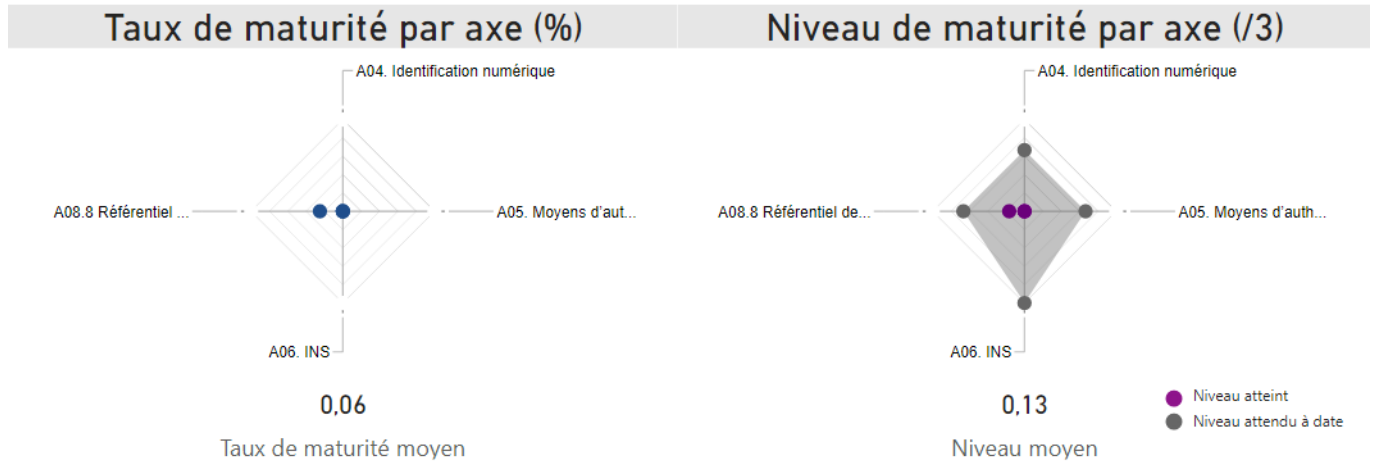 Taux de maturité par axe (%)
Niveau de maturité par axe (/3)
A04. Identification numérique
A04. Identification numérique
A08.8 Référentiel ...
A05. Moyens d'aut...
A08.8 Référentiel de...
A05. Moyens d'auth...
A06. INS
A06. INS
0,06
Taux de maturité moyen
0,13
Niveau moyen
Niveau atteint
Niveau attendu à date